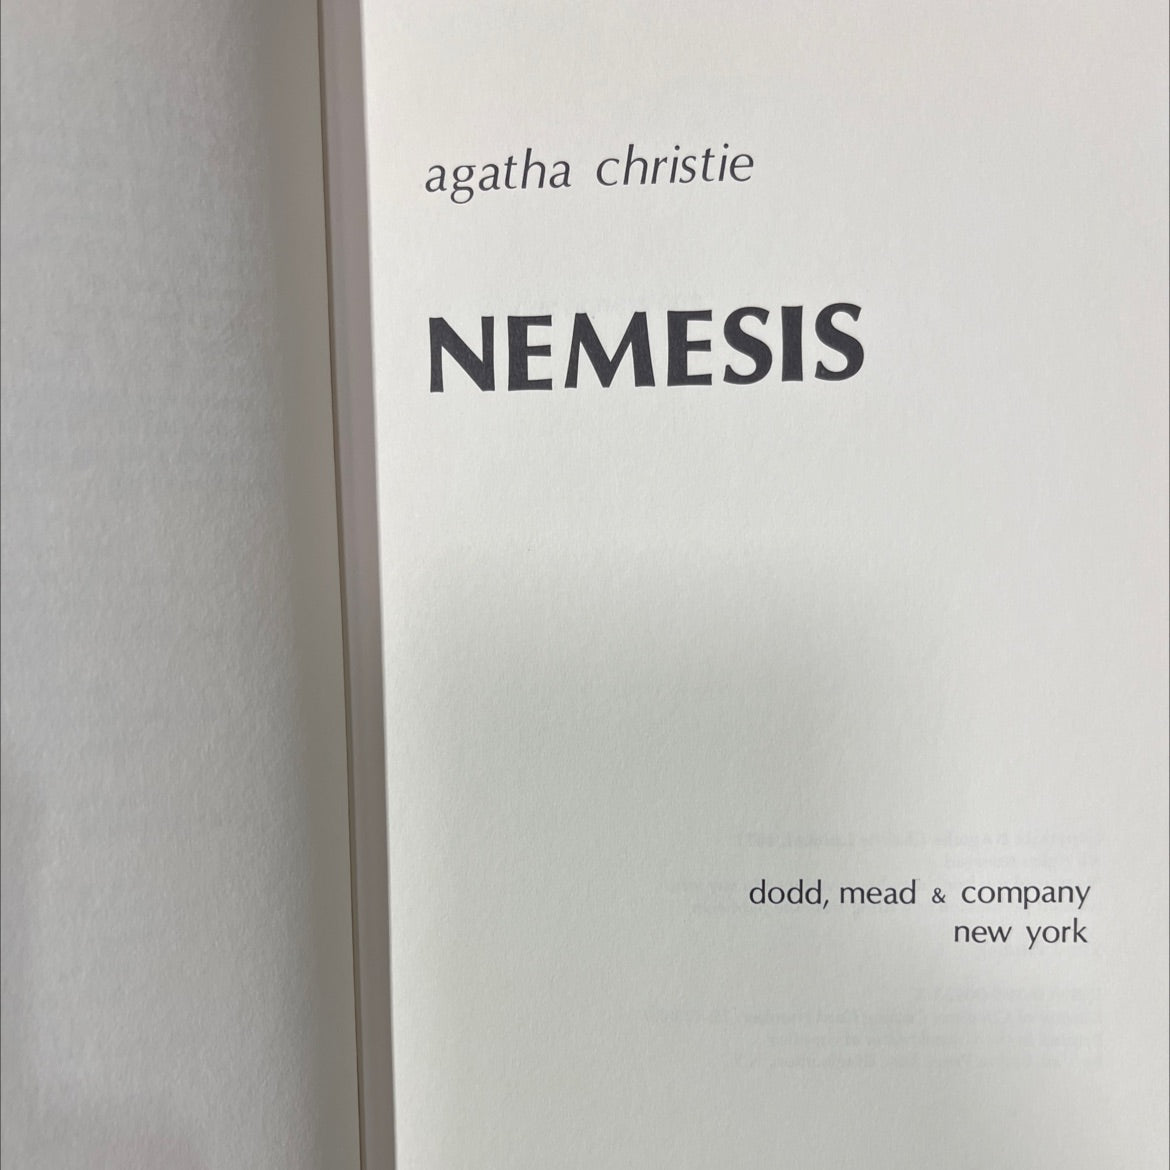 agatha christie
NEMESIS
dodd, mead & company
new york